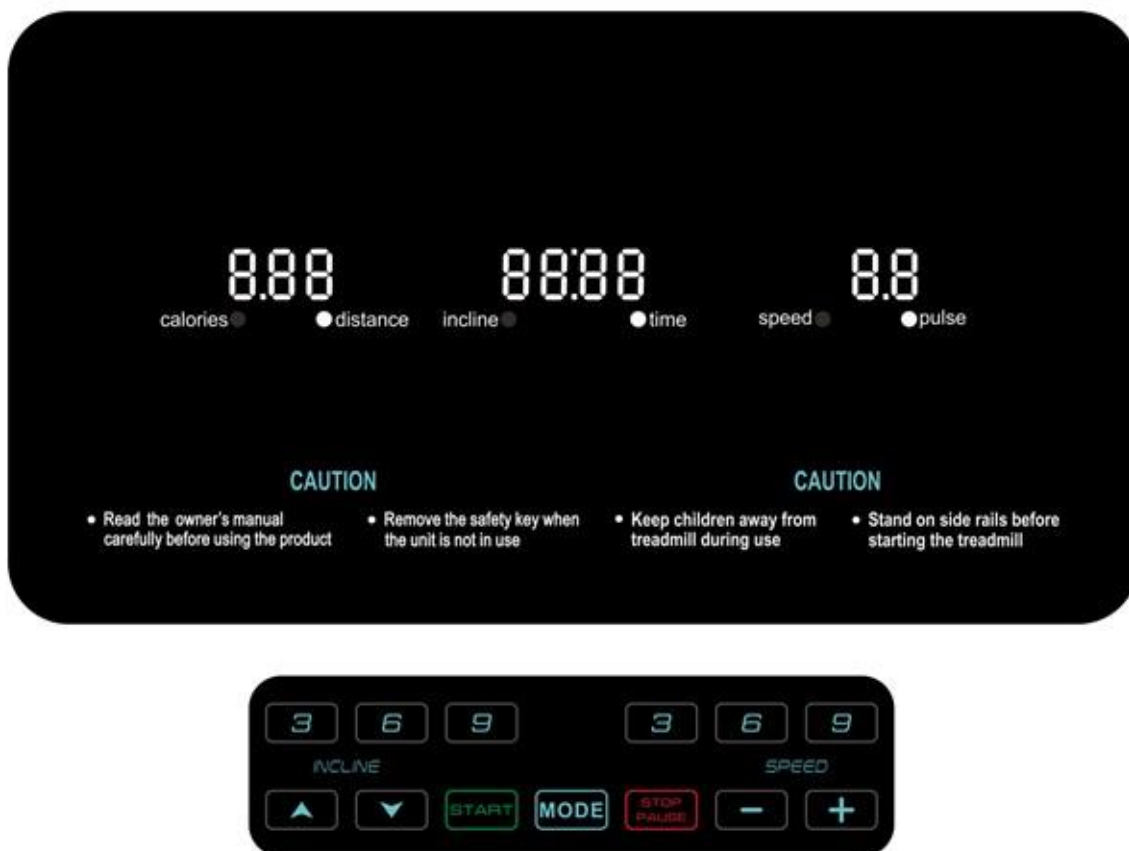 8.88 88:88 8.8
calories distance incline time speed pulse
CAUTION
• Read the owner's manual
carefully before using the product
• Remove the safety key when
the unit is not in use
CAUTION
• Keep children away from
treadmill during use
• Stand on side rails before
starting the treadmill
3 6 9 3 6 9
INCLINE SPEED
START MODE STOP PAUSE − +